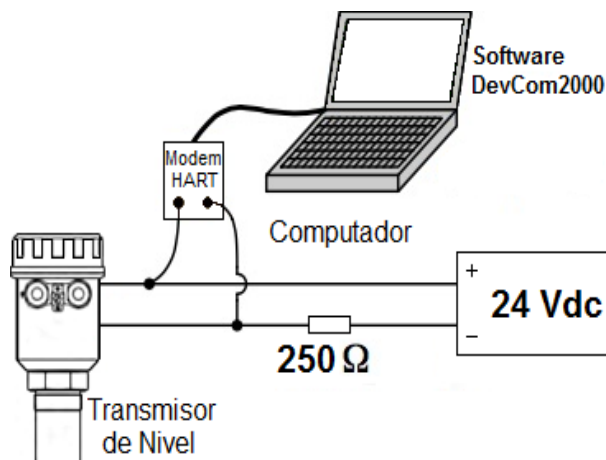 Software
DevCom2000
Modem
HART
Computador
+
24 Vdc
−
250 Ω
Transmisor
de Nivel